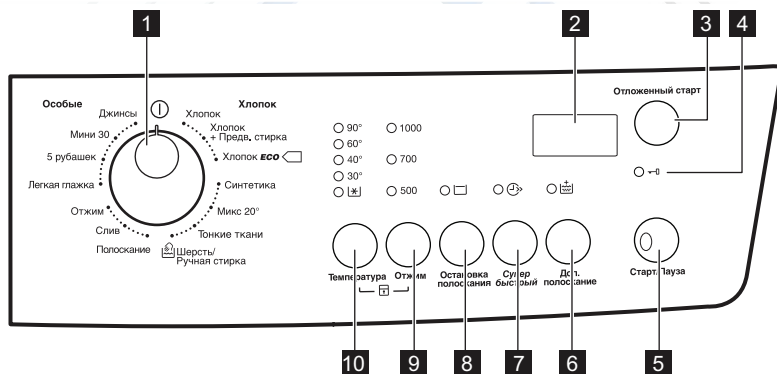 1
2
3
4
Особые
Хлопок
Джинсы
Мини 30
5 рубашек
Легкая глажка
Отжим
Слив
Полоскание
Хлопок
Хлопок
+ Предв. стирка
Хлопок ECO
Синтетика
Микс 20°
Тонкие ткани
Шерсть/
Ручная стирка
90°
60°
40°
30°
1000
700
500
Отложенный старт
Температура
Отжим
Остановка
полоскания
Супер
быстрый
Доп.
полоскание
Старт/Пауза
10
9
8
7
6
5